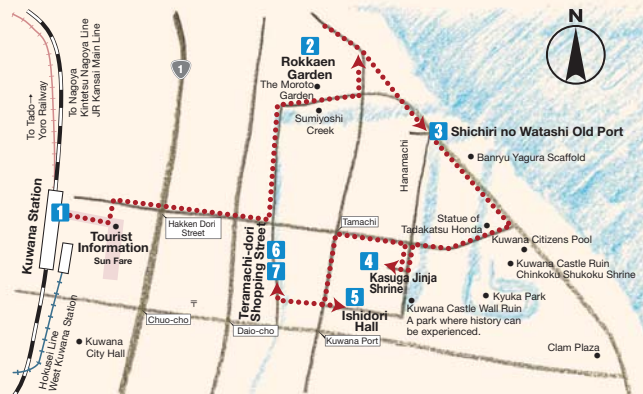 N
1
2
Rokkaen
Garden
The Moroto
Garden
Sumiyoshi
Creek
To Tado→
Yoro Railway
To Nagoya
Kintetsu Nagoya Line
JR Kansai Main Line
3 Shichiri no Watashi Old Port
Banryu Yagura Scaffold
Hanamachi
Kuwana Station
1
Tourist
Information
Sun Fare
Hakken Dori
Street
Teramachi-dori
Shopping Street
6
7
Tamachi
Statue of
Tadakatsu Honda
Kuwana Citizens Pool
4
Kasuga Jinja
Shrine
Kuwana Castle Ruin
Chinkoku Shukoku Shrine
5
Ishidori
Hall
Kyuka Park
Kuwana Castle Wall Ruin
A park where history can
be experienced.
〒
Chuo-cho
Daio-cho
Kuwana Port
Kuwana
City Hall
Clam Plaza
Hokusei Line
West Kuwana Station